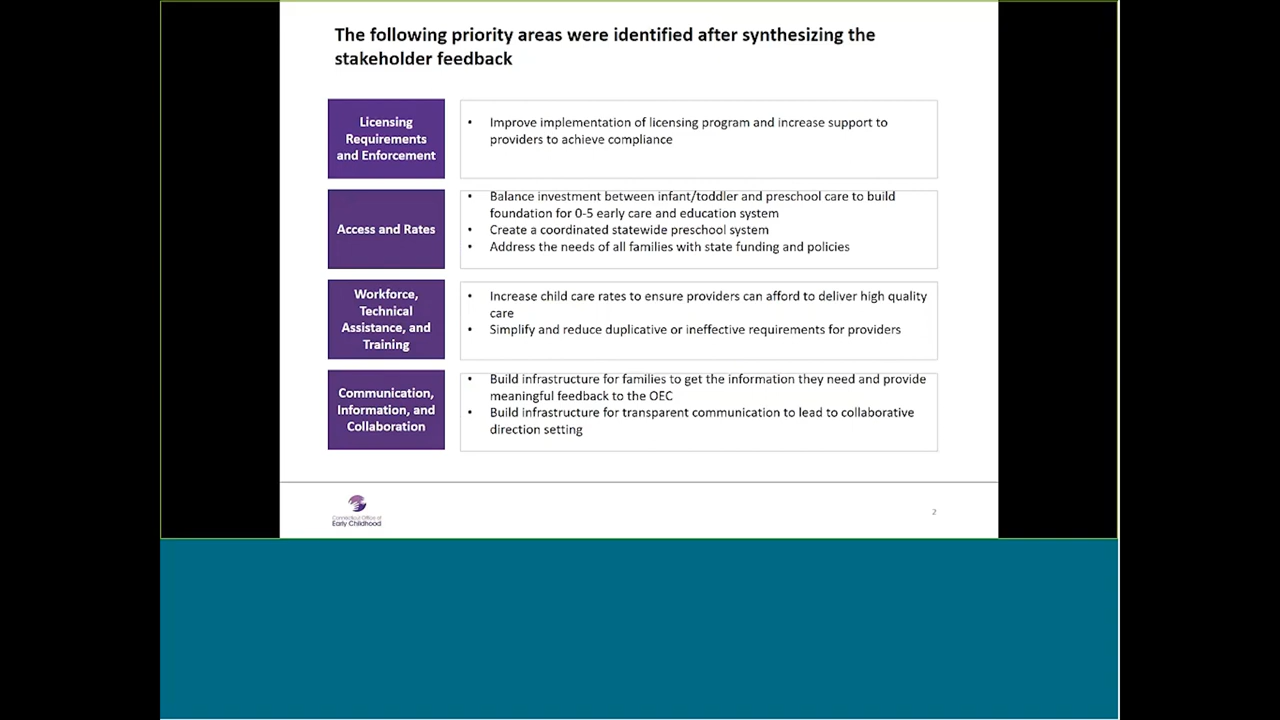 The following priority areas were identified after synthesizing the
stakeholder feedback
Licensing
Requirements
and Enforcement
• Improve implementation of licensing program and increase support to
providers to achieve compliance
Access and Rates
• Balance investment between infant/toddler and preschool care to build
foundation for 0-5 early care and education system
• Create a coordinated statewide preschool system
• Address the needs of all families with state funding and policies
Workforce,
Technical
Assistance, and
Training
• Increase child care rates to ensure providers can afford to deliver high quality
care
• Simplify and reduce duplicative or ineffective requirements for providers
Communication,
Information, and
Collaboration
• Build infrastructure for families to get the information they need and provide
meaningful feedback to the OEC
• Build infrastructure for transparent communication to lead to collaborative
direction setting
Connecticut Office of
Early Childhood
2